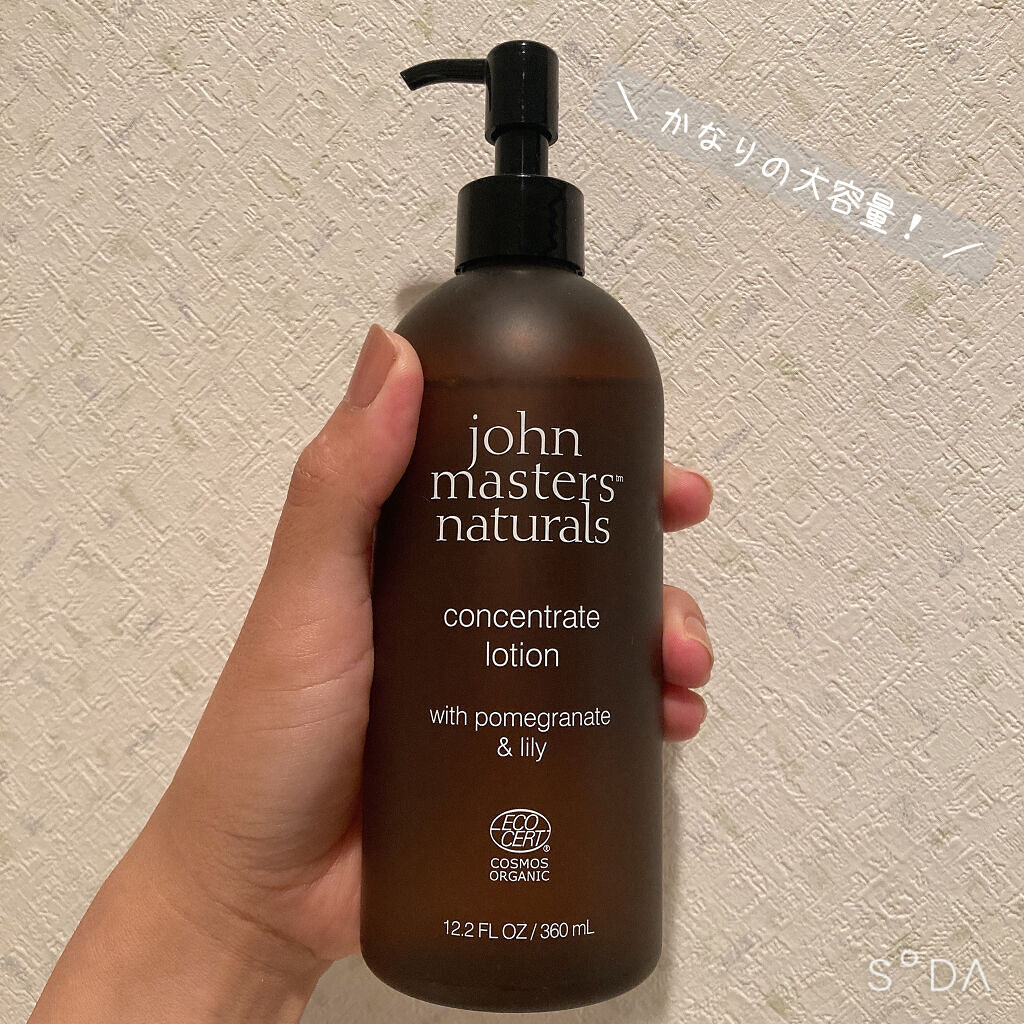 \ かなりの大容量! /
john
masters™
naturals
concentrate
lotion
with pomegranate
& lily
ECO
CERT®
COSMOS
ORGANIC
12.2 FL OZ / 360 mL
SODA